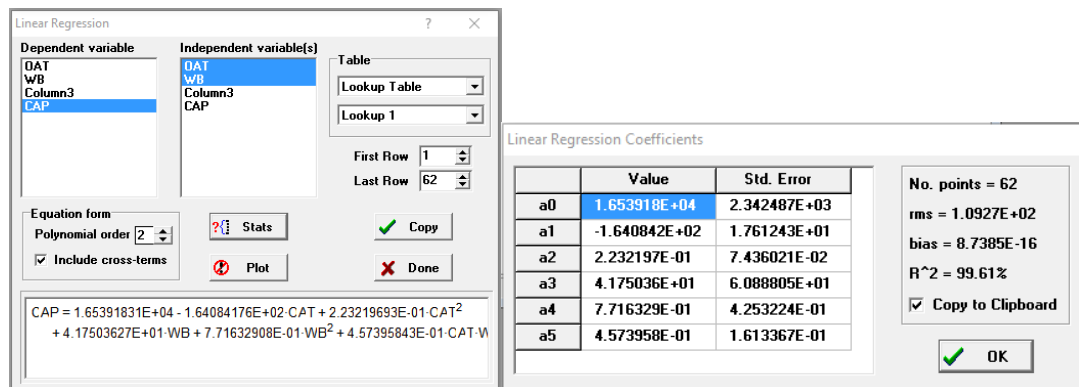 Linear Regression
?
Dependent variable
OAT
WB
Column3
CAP
Independent variable(s)
OAT
WB
Column3
CAP
Table
Lookup Table
Lookup 1
First Row 1
Last Row 62
Equation form
Polynomial order 2
Include cross-terms
?{ Stats
Plot
Copy
Done
CAP = 1.65391831E+04 - 1.64084176E+02·OAT + 2.23219693E-01·OAT²
+ 4.17503627E+01·WB + 7.71632908E-01·WB² + 4.57395843E-01·OAT·W
Linear Regression Coefficients
Value Std. Error
a0 1.653918E+04 2.342487E+03
a1 -1.640842E+02 1.761243E+01
a2 2.232197E-01 7.436021E-02
a3 4.175036E+01 6.088805E+01
a4 7.716329E-01 4.253224E-01
a5 4.573958E-01 1.613367E-01
No. points = 62
rms = 1.0927E+02
bias = 8.7385E-16
R^2 = 99.61%
Copy to Clipboard
OK